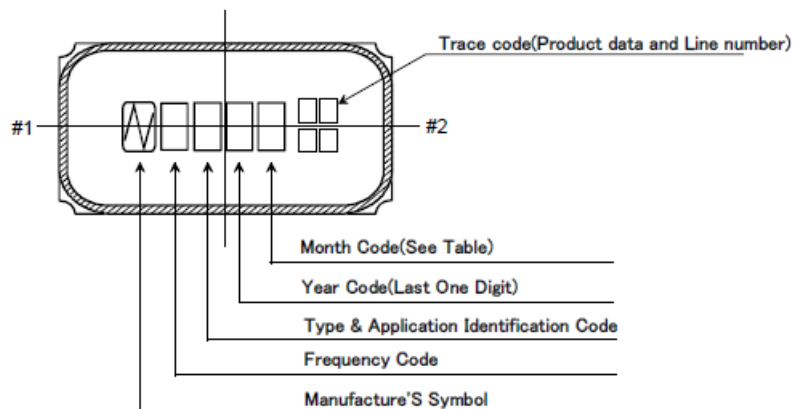 Trace code(Product data and Line number)
#1
#2
Month Code(See Table)
Year Code(Last One Digit)
Type & Application Identification Code
Frequency Code
Manufacture'S Symbol